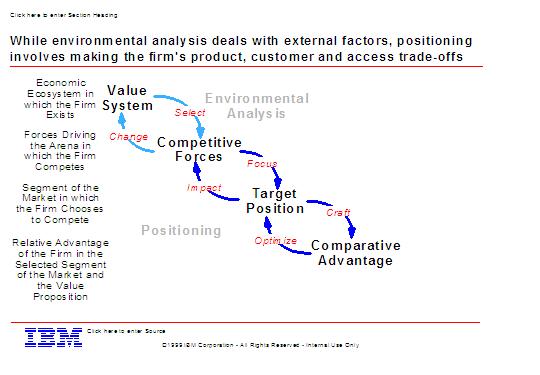 Click here to enter Section Heading
While environmental analysis deals with external factors, positioning
involves making the firm's product, customer and access trade-offs
Economic
Ecosystem in
which the Firm
Exists
Value
System
Select
Environmental
Analysis
Forces Driving
the Arena in
which the Firm
Competes
Change
Competitive
Forces
Focus
Segment of the
Market in which
the Firm Chooses
to Compete
Impact
Target
Position
Craft
Positioning
Relative Advantage
of the Firm in the
Selected Segment
of the Market and
the Value
Proposition
Optimize
Comparative
Advantage
IBM
Click here to enter Source
©1999 IBM Corporation - All Rights Reserved - Internal Use Only